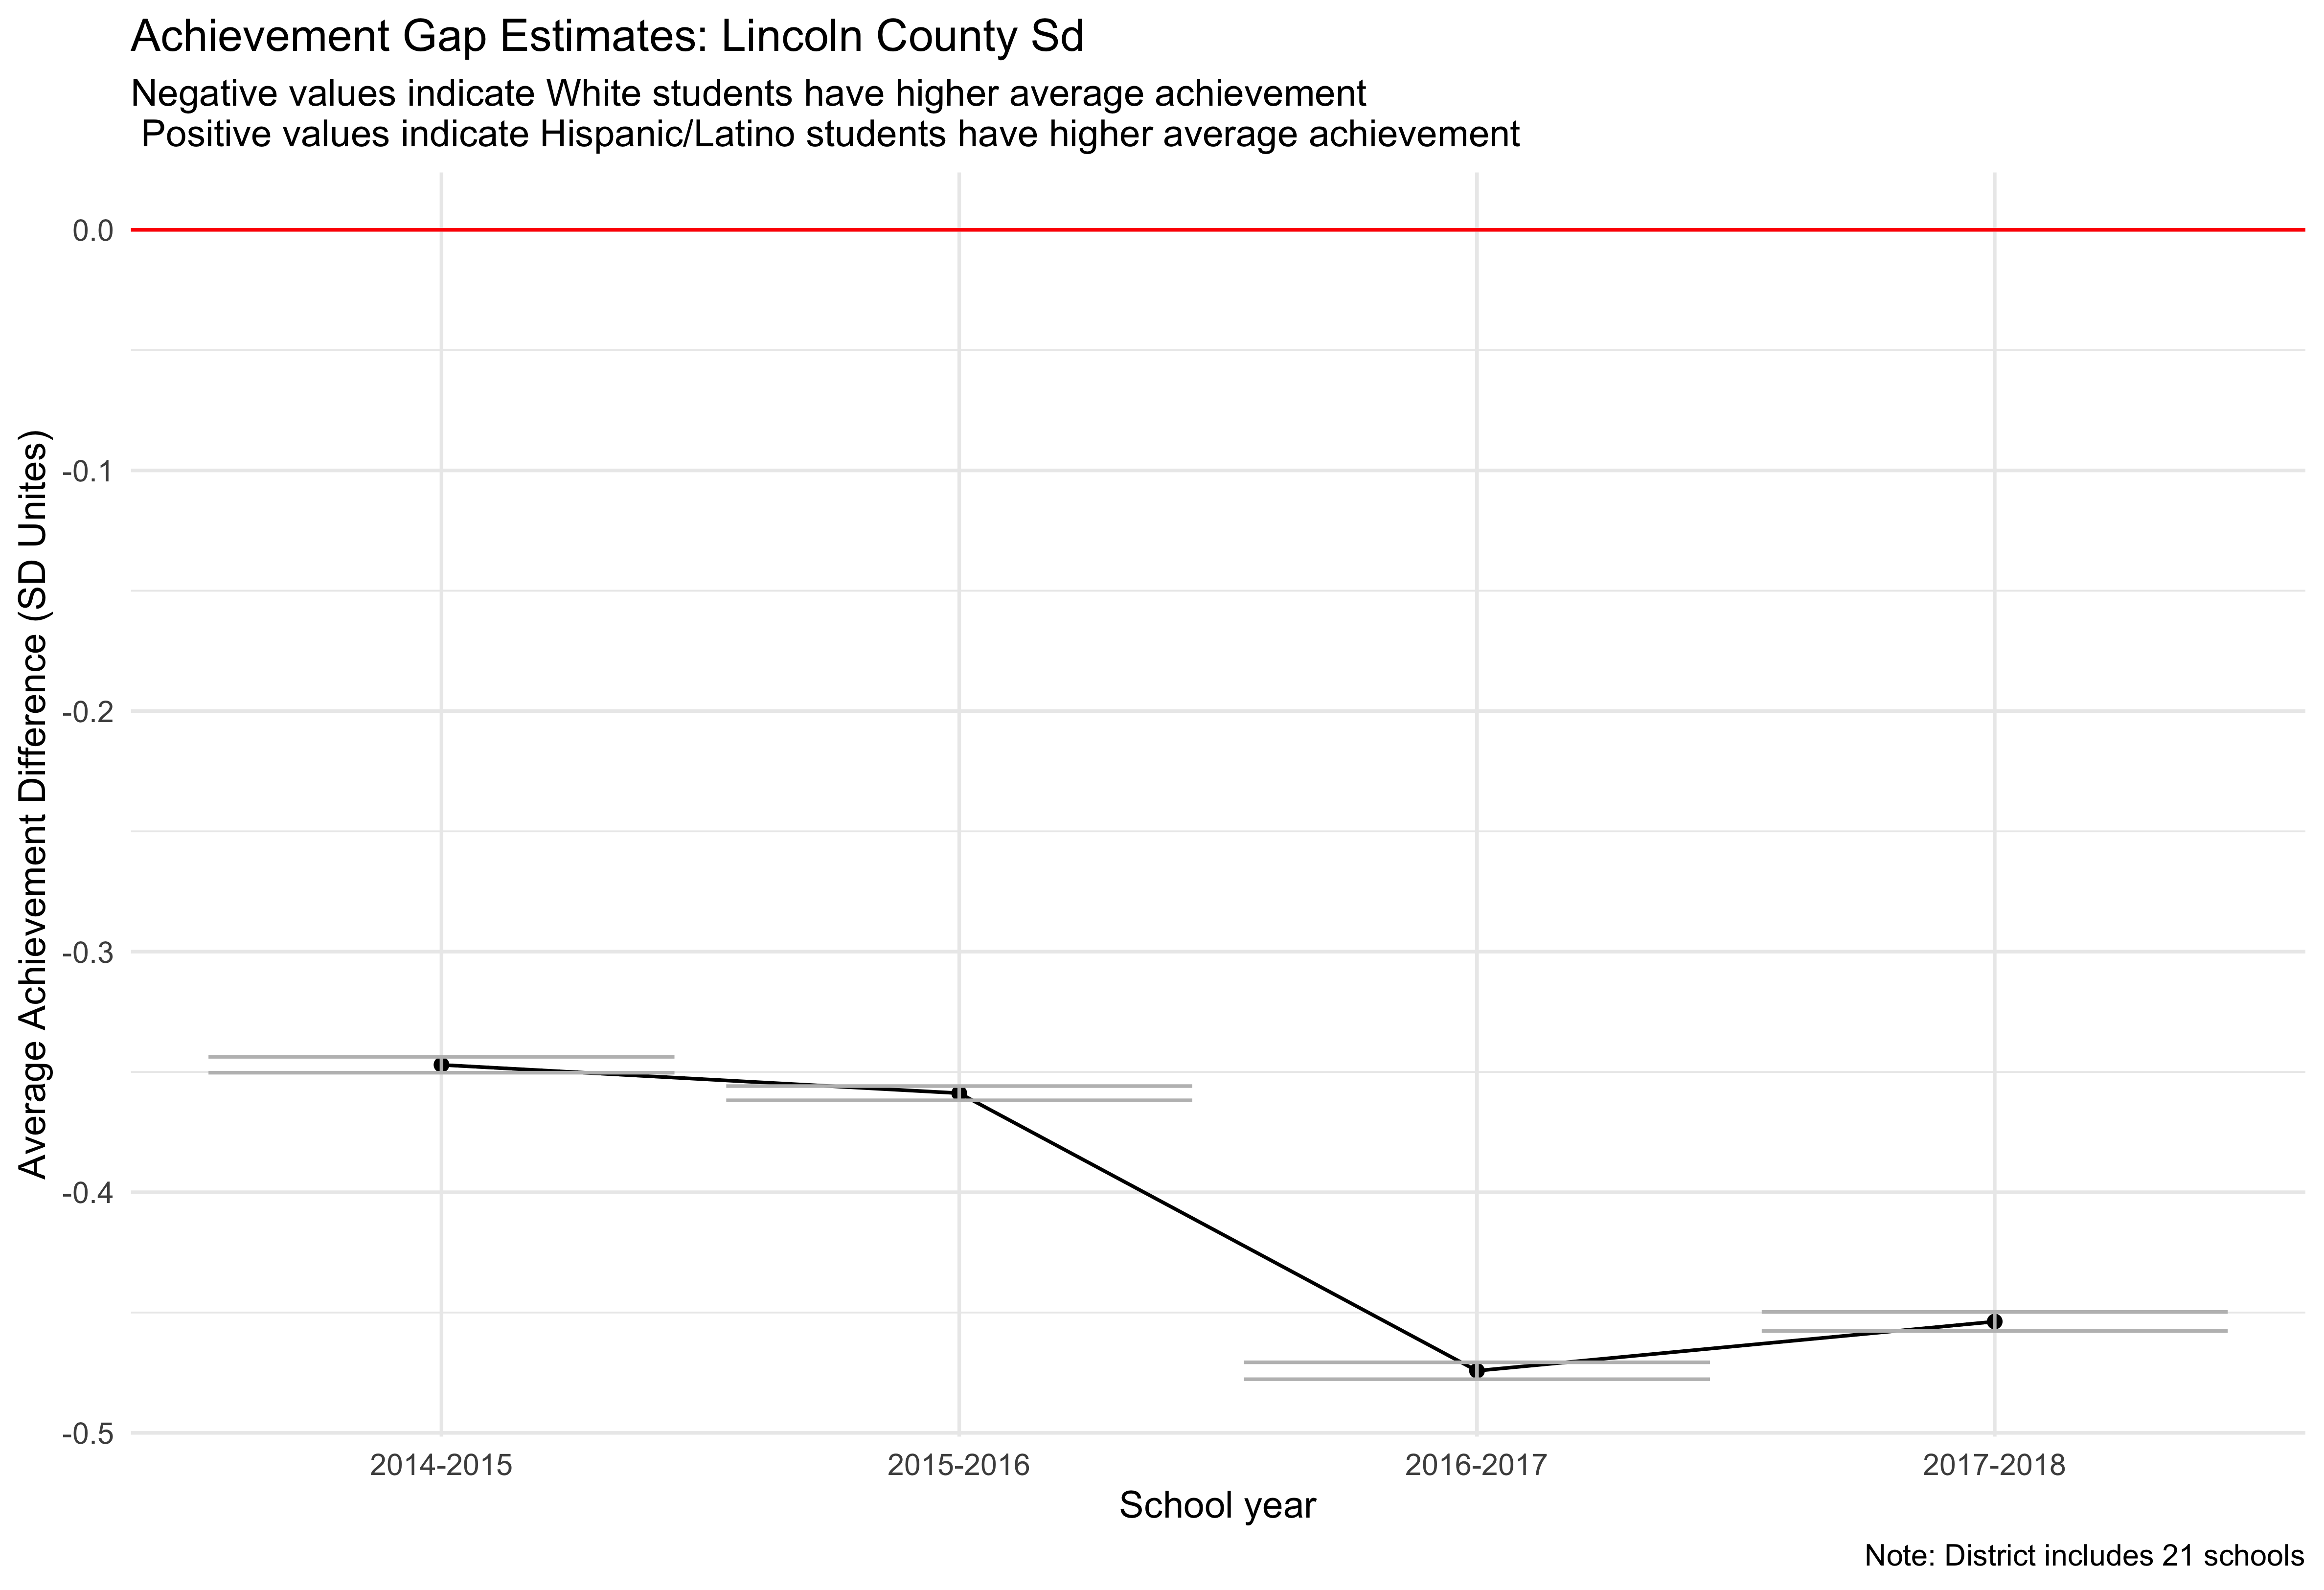 Achievement Gap Estimates: Lincoln County Sd
Negative values indicate White students have higher average achievement
Positive values indicate Hispanic/Latino students have higher average achievement
Average Achievement Difference (SD Unites)
0.0
-0.1
-0.2
-0.3
-0.4
-0.5
2014-2015
2015-2016
2016-2017
2017-2018
School year
Note: District includes 21 schools